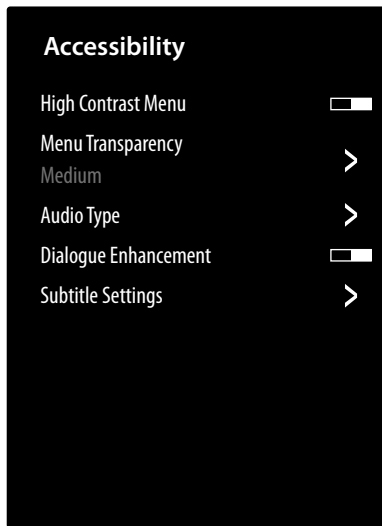 Accessibility
High Contrast Menu
Menu Transparency
Medium
Audio Type
Dialogue Enhancement
Subtitle Settings